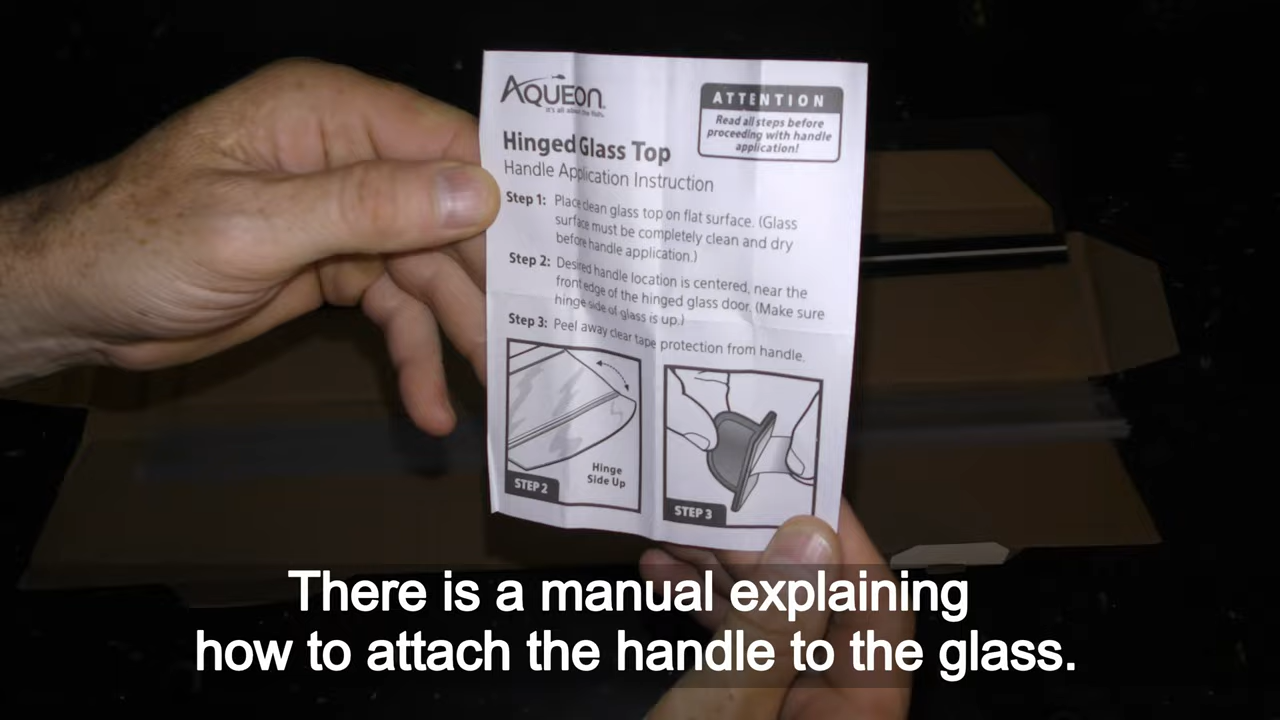 AQUEON
It's all about the fish.
ATTENTION
Read all steps before
proceeding with handle
application!
Hinged Glass Top
Handle Application Instruction
Step 1: Place clean glass top on flat surface. (Glass
surface must be completely clean and dry
before handle application.)
Step 2: Desired handle location is centered, near the
front edge of the hinged glass door. (Make sure
hinge side of glass is up.)
Step 3: Peel away clear tape protection from handle.
Hinge
Side Up
STEP 2
STEP 3
There is a manual explaining
how to attach the handle to the glass.